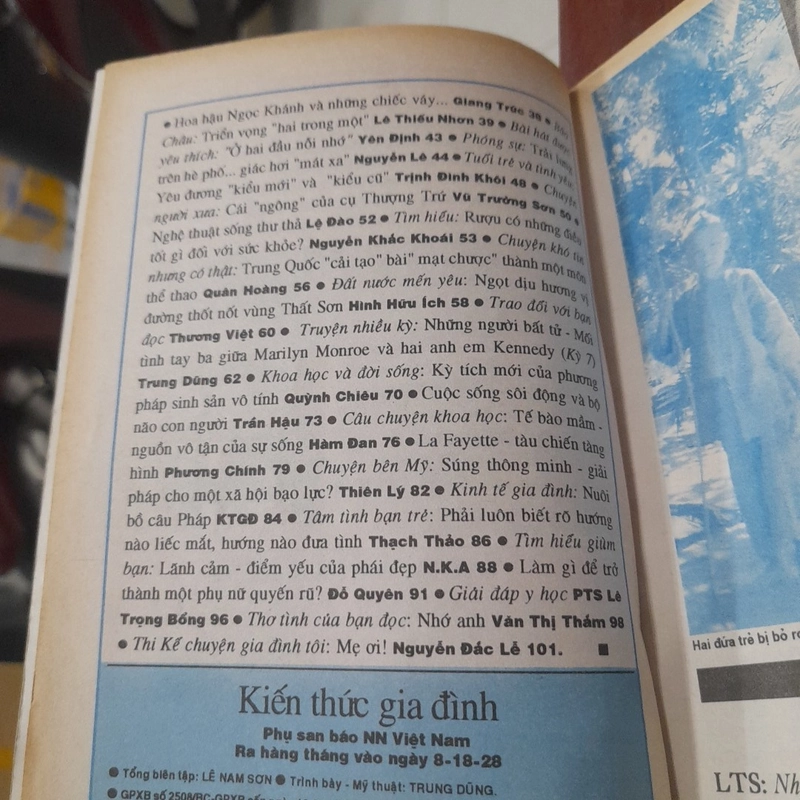 ● Hoa hậu Ngọc Khánh và những chiếc váy... Giang Trúc 36 ●
Châu: Triển vọng "hai trong một" Lê Thiếu Nhơn 39 ● Bài hát được
yêu thích: "Ở hai đầu nỗi nhớ" Yên Định 43 ● Phóng sự:
trên hè phố... giác hơi "mát xa" Nguyễn Lê 44 ● Tuổi trẻ và tình yêu:
Yêu đương "kiểu mới" và "kiểu cũ" Trịnh Đình Khôi 48 ● Chuyện
người xưa: Cái "ngông" của cụ Thượng Trứ Vũ Trường Sơn 50 ●
Nghệ thuật sống thư thả Lệ Đào 52 ● Tìm hiểu: Rượu có những điều
tốt gì đối với sức khỏe? Nguyễn Khắc Khoái 53 ● Chuyện khó tin
nhưng có thật: Trung Quốc "cải tạo" bài" mạt chược" thành một môn
thể thao Quân Hoàng 56 ● Đất nước mến yêu: Ngọt dịu hương vị
đường thốt nốt vùng Thất Sơn Hình Hữu Ích 58 ● Trao đổi với bạn
đọc Thương Việt 60 ● Truyện nhiều kỳ: Những người bất tử - Mối
tình tay ba giữa Marilyn Monroe và hai anh em Kennedy (Kỳ 7)
Trung Dũng 62 ● Khoa học và đời sống: Kỳ tích mới của phương
pháp sinh sản vô tính Quỳnh Chiêu 70 ● Cuộc sống sôi động và bộ
não con người Trần Hậu 73 ● Câu chuyện khoa học: Tế bào mầm -
nguồn vô tận của sự sống Hàm Đan 76 ● La Fayette - tàu chiến tàng
hình Phương Chính 79 ● Chuyện bên Mỹ: Súng thông minh - giải
pháp cho một xã hội bạo lực? Thiên Lý 82 ● Kinh tế gia đình: Nuôi
bồ câu Pháp KTGĐ 84 ● Tâm tình bạn trẻ: Phải luôn biết rõ hướng
nào liếc mắt, hướng nào đưa tình Thạch Thảo 86 ● Tìm hiểu giùm
bạn: Lãnh cảm - điểm yếu của phái đẹp N.K.A 88 ● Làm gì để trở
thành một phụ nữ quyến rũ? Đỗ Quyên 91 ● Giải đáp y học PTS Lê
Trọng Bổng 96 ● Thơ tình của bạn đọc: Nhớ anh Văn Thị Thắm 98
● Thi Kể chuyện gia đình tôi: Mẹ ơi! Nguyễn Đắc Lễ 101. ■
Kiến thức gia đình
Phụ san báo NN Việt Nam
Ra hàng tháng vào ngày 8-18-28
● Tổng biên tập: LÊ NAM SƠN ● Trình bày - Mỹ thuật: TRUNG DŨNG.
● GPXB số 2508/BC-GPXB
Hai đứa trẻ bị bỏ
LTS: